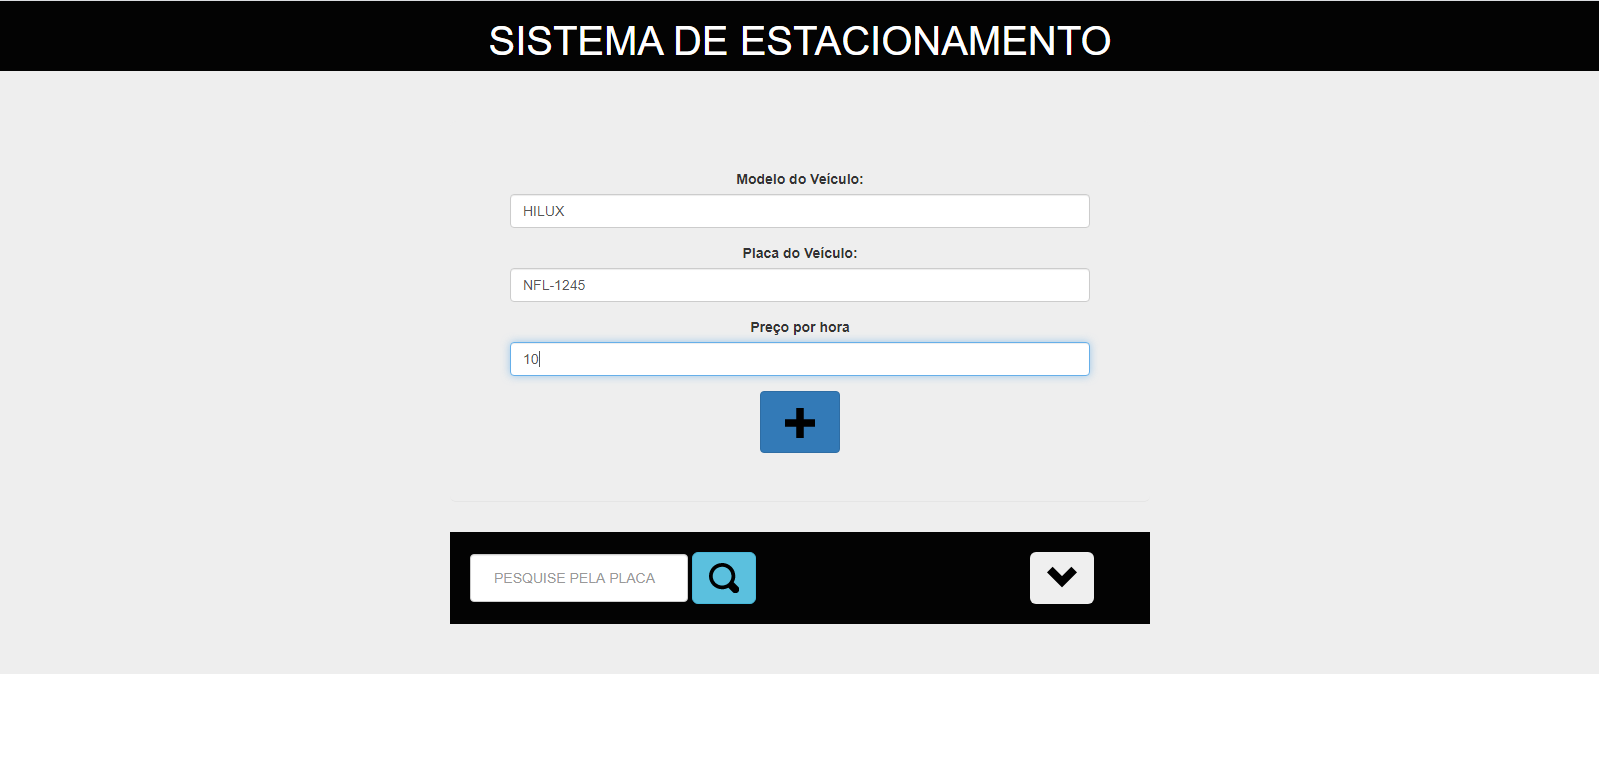 SISTEMA DE ESTACIONAMENTO
Modelo do Veículo:
HILUX
Placa do Veículo:
NFL-1245
Preço por hora
10
PESQUISE PELA PLACA